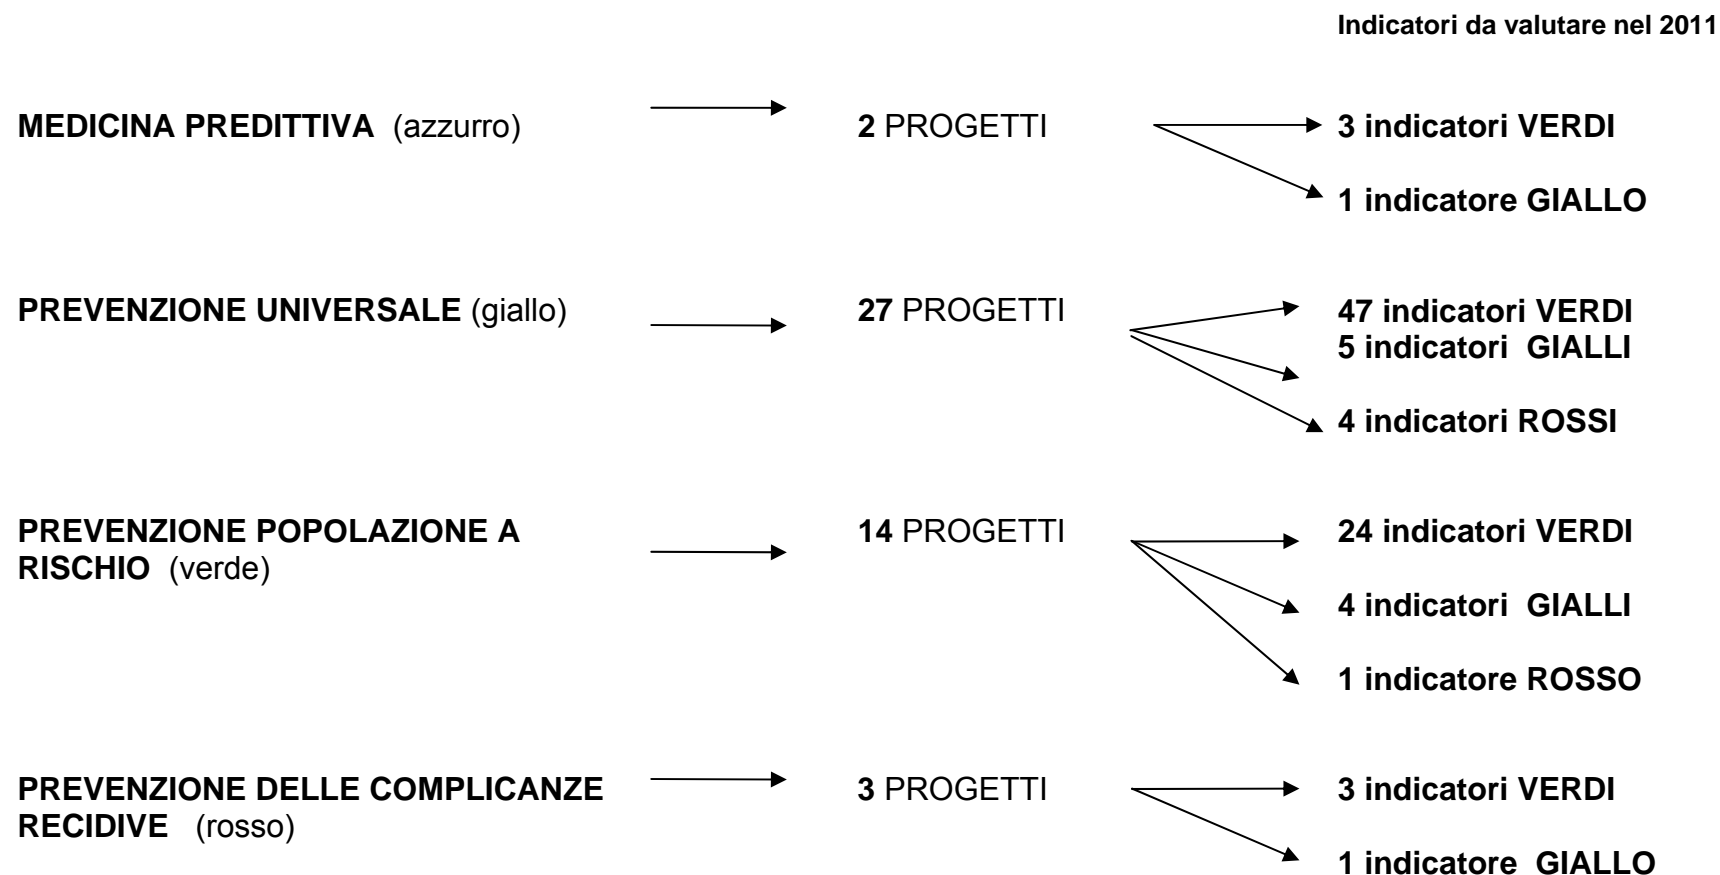 Indicatori da valutare nel 2011
MEDICINA PREDITTIVA (azzurro)
2 PROGETTI
3 indicatori VERDI
1 indicatore GIALLO
PREVENZIONE UNIVERSALE (giallo)
27 PROGETTI
47 indicatori VERDI
5 indicatori GIALLI
4 indicatori ROSSI
PREVENZIONE POPOLAZIONE A
RISCHIO (verde)
14 PROGETTI
24 indicatori VERDI
4 indicatori GIALLI
1 indicatore ROSSO
PREVENZIONE DELLE COMPLICANZE
RECIDIVE (rosso)
3 PROGETTI
3 indicatori VERDI
1 indicatore GIALLO